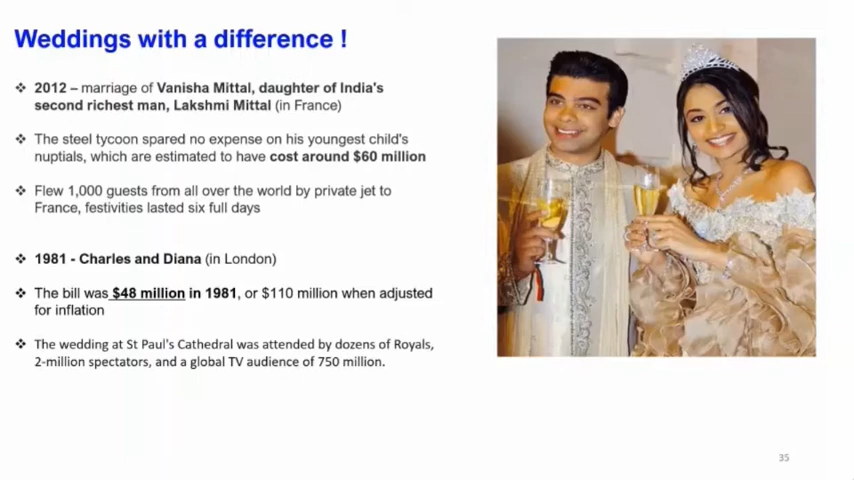 Weddings with a difference !
❖ 2012 – marriage of Vanisha Mittal, daughter of India's
second richest man, Lakshmi Mittal (in France)
❖ The steel tycoon spared no expense on his youngest child's
nuptials, which are estimated to have cost around $60 million
❖ Flew 1,000 guests from all over the world by private jet to
France, festivities lasted six full days
❖ 1981 - Charles and Diana (in London)
❖ The bill was $48 million in 1981, or $110 million when adjusted
for inflation
❖ The wedding at St Paul's Cathedral was attended by dozens of Royals,
2-million spectators, and a global TV audience of 750 million.
35